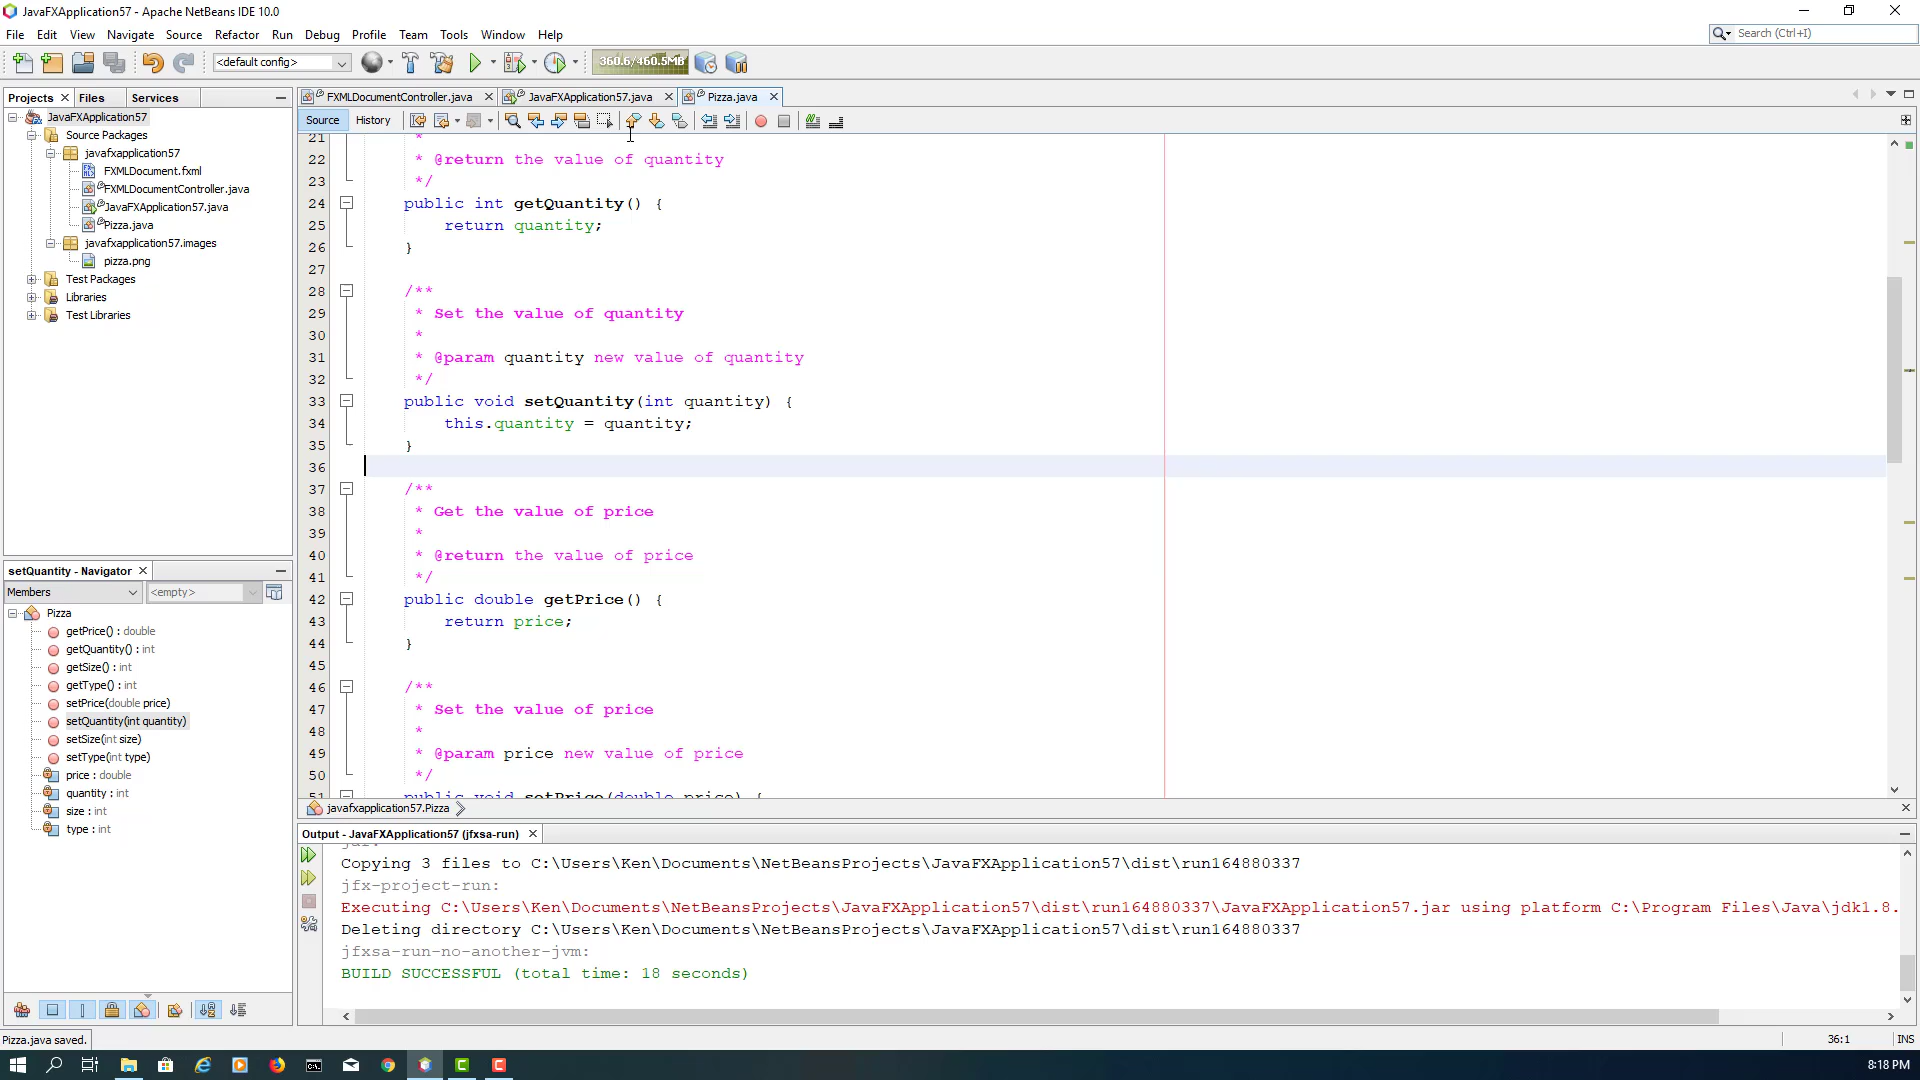 JavaFXApplication57 - Apache NetBeans IDE 10.0
File Edit View Navigate Source Refactor Run Debug Profile Team Tools Window Help
Search (Ctrl+I)
<default config>
360.6/460.5MB
Projects Files Services
FXMLDocumentController.java JavaFXApplication57.java Pizza.java
Source History
JavaFXApplication57
Source Packages
javafxapplication57
FXMLDocument.fxml
FXMLDocumentController.java
JavaFXApplication57.java
Pizza.java
javafxapplication57.images
pizza.png
Test Packages
Libraries
Test Libraries
21 *
22 * @return the value of quantity
23 */
24 public int getQuantity() {
25 return quantity;
26 }
27
28 /**
29 * Set the value of quantity
30 *
31 * @param quantity new value of quantity
32 */
33 public void setQuantity(int quantity) {
34 this.quantity = quantity;
35 }
36
37 /**
38 * Get the value of price
39 *
40 * @return the value of price
41 */
42 public double getPrice() {
43 return price;
44 }
45
46 /**
47 * Set the value of price
48 *
49 * @param price new value of price
50 */
51 public void setPrice(double price) {
javafxapplication57.Pizza
setQuantity - Navigator
Members <empty>
Pizza
getPrice() : double
getQuantity() : int
getSize() : int
getType() : int
setPrice(double price)
setQuantity(int quantity)
setSize(int size)
setType(int type)
price : double
quantity : int
size : int
type : int
Output - JavaFXApplication57 (jfxsa-run)
jar:
Copying 3 files to C:\Users\Ken\Documents\NetBeansProjects\JavaFXApplication57\dist\run164880337
jfx-project-run:
Executing C:\Users\Ken\Documents\NetBeansProjects\JavaFXApplication57\dist\run164880337\JavaFXApplication57.jar using platform C:\Program Files\Java\jdk1.8.
Deleting directory C:\Users\Ken\Documents\NetBeansProjects\JavaFXApplication57\dist\run164880337
jfxsa-run-no-another-jvm:
BUILD SUCCESSFUL (total time: 18 seconds)
Pizza.java saved.
36:1 INS
8:18 PM